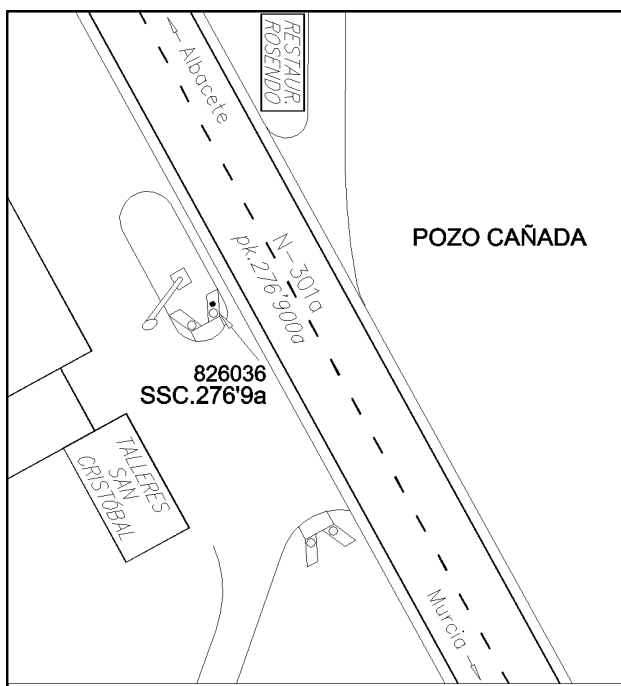 Albacete
RESTAUR.
ROSENDO
N-301a
pk.276'900a
POZO CAÑADA
826036
SSC.276'9a
TALLERES
SAN
CRISTÓBAL
Murcia